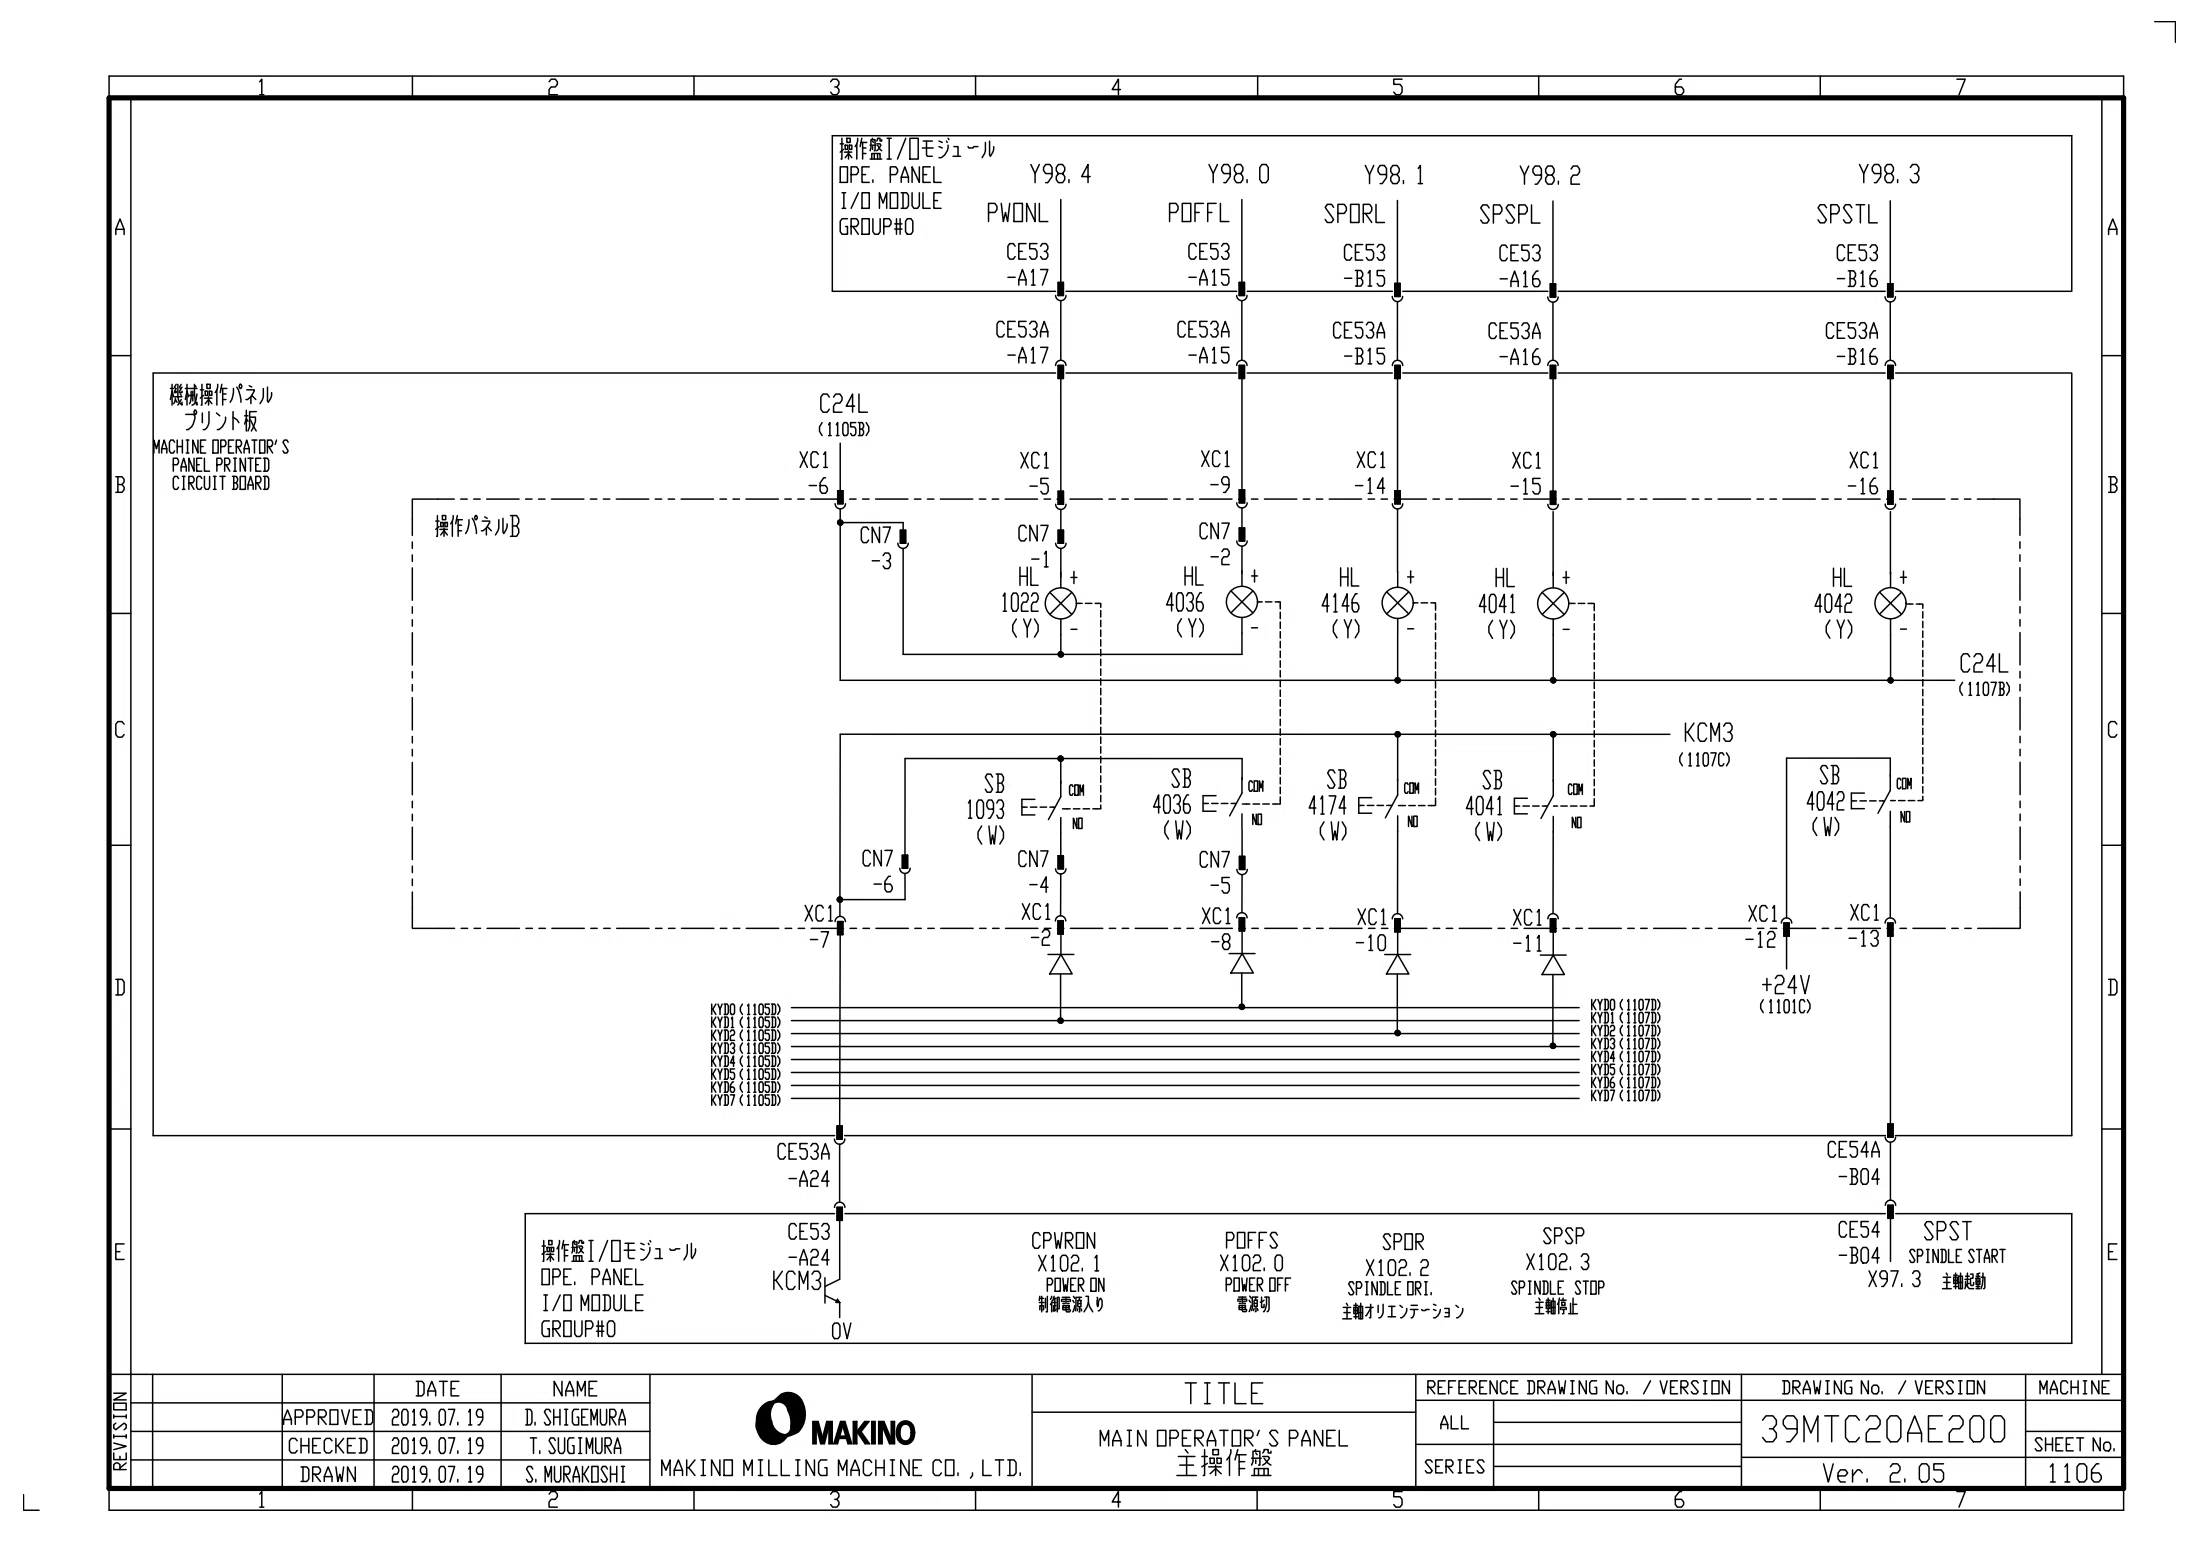 1 2 3 4 5 6 7
操作盤I/Oモジュール
OPE. PANEL
I/O MODULE
GROUP#0
Y98. 4 Y98. 0 Y98. 1 Y98. 2 Y98. 3
PWONL POFFL SPORL SPSPL SPSTL
A A
CE53 CE53 CE53 CE53 CE53
-A17 -A15 -B15 -A16 -B16
CE53A CE53A CE53A CE53A CE53A
-A17 -A15 -B15 -A16 -B16
機械操作パネル
プリント板
MACHINE OPERATOR'S
PANEL PRINTED
CIRCUIT BOARD
C24L
(1105B)
XC1 XC1 XC1 XC1 XC1 XC1
-6 -5 -9 -14 -15 -16
B B
操作パネルB
CN7 CN7 CN7
-3 -1 -2
HL HL HL HL HL
1022 4036 4146 4041 4042
(Y) (Y) (Y) (Y) (Y)
+ + + + +
- - - - -
C24L
(1107B)
C C
KCM3
(1107C)
SB SB SB SB SB
1093 4036 4174 4041 4042
(W) (W) (W) (W) (W)
COM COM COM COM COM
NO NO NO NO NO
CN7 CN7 CN7
-6 -4 -5
XC1 XC1 XC1 XC1 XC1 XC1 XC1
-7 -2 -8 -10 -11 -12 -13
+24V
(1101C)
D D
KYD0(1105D) KYD0(1107D)
KYD1(1105D) KYD1(1107D)
KYD2(1105D) KYD2(1107D)
KYD3(1105D) KYD3(1107D)
KYD4(1105D) KYD4(1107D)
KYD5(1105D) KYD5(1107D)
KYD6(1105D) KYD6(1107D)
KYD7(1105D) KYD7(1107D)
CE53A CE54A
-A24 -B04
E E
操作盤I/Oモジュール
OPE. PANEL
I/O MODULE
GROUP#0
CE53
-A24
KCM3
0V
CPWRON
X102. 1
POWER ON
制御電源入り
POFFS
X102. 0
POWER OFF
電源切
SPOR
X102. 2
SPINDLE ORI.
主軸オリエンテーション
SPSP
X102. 3
SPINDLE STOP
主軸停止
CE54
-B04
SPST
SPINDLE START
X97. 3 主軸起動
REVISION
DATE NAME
APPROVED 2019. 07. 19 D. SHIGEMURA
CHECKED 2019. 07. 19 T. SUGIMURA
DRAWN 2019. 07. 19 S. MURAKOSHI
MAKINO
MAKINO MILLING MACHINE CO. , LTD.
TITLE
MAIN OPERATOR'S PANEL
主操作盤
REFERENCE DRAWING No. / VERSION
ALL
SERIES
DRAWING No. / VERSION
39MTC20AE200
Ver. 2. 05
MACHINE
SHEET No.
1106
1 2 3 4 5 6 7